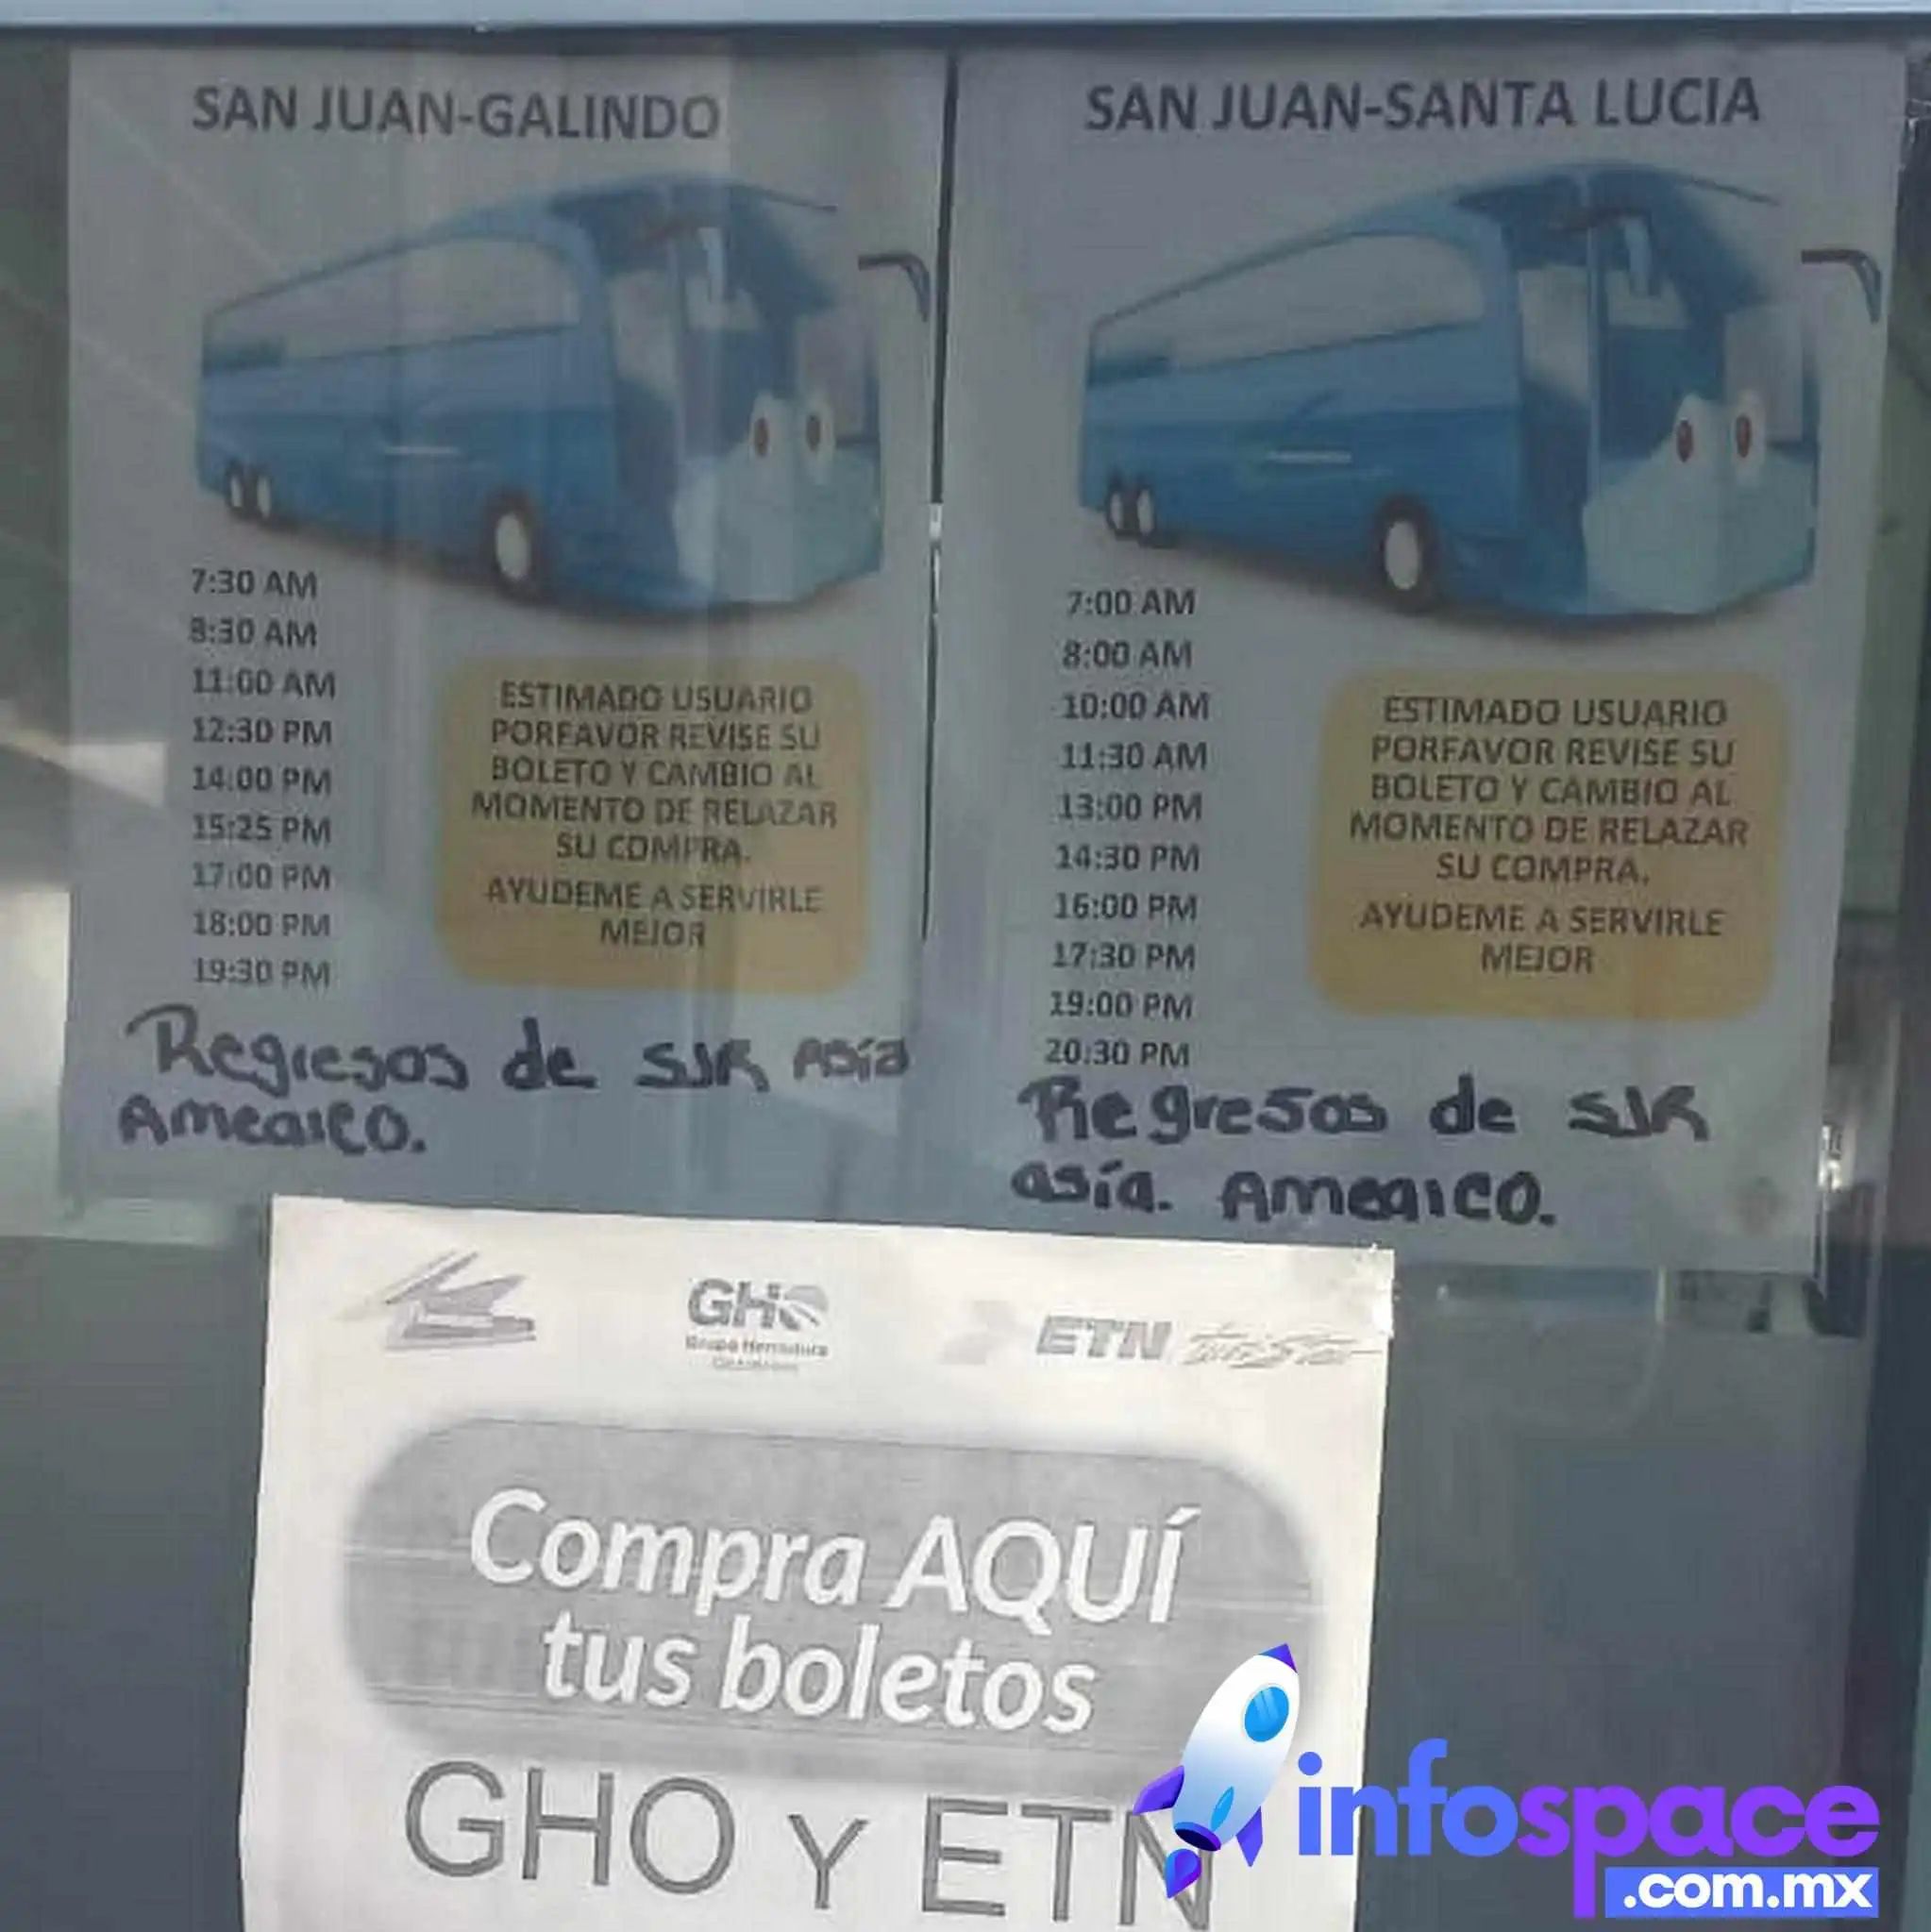 SAN JUAN-GALINDO
7:30 AM
8:30 AM
11:00 AM
12:30 PM
14:00 PM
15:25 PM
17:00 PM
18:00 PM
19:30 PM
ESTIMADO USUARIO
PORFAVOR REVISE SU
BOLETO Y CAMBIO AL
MOMENTO DE RELAZAR
SU COMPRA.
AYUDEME A SERVIRLE
MEJOR
Regresos de SJR Asía
Amealco.
SAN JUAN-SANTA LUCIA
7:00 AM
8:00 AM
10:00 AM
11:30 AM
13:00 PM
14:30 PM
16:00 PM
17:30 PM
19:00 PM
20:30 PM
ESTIMADO USUARIO
PORFAVOR REVISE SU
BOLETO Y CAMBIO AL
MOMENTO DE RELAZAR
SU COMPRA.
AYUDEME A SERVIRLE
MEJOR
Regresos de SJR
asía. Amealco.
GHO
Grupo Herradura
ETN turistar
Compra AQUÍ
tus boletos
GHO Y ETN
infospace
.com.mx